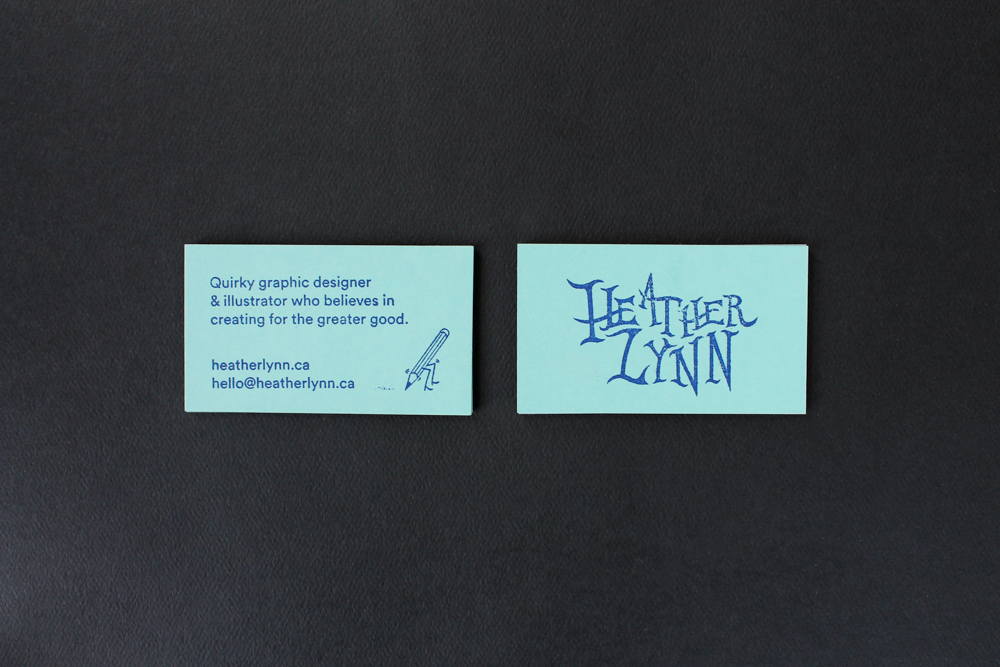 Quirky graphic designer
& illustrator who believes in
creating for the greater good.
heatherlynn.ca
hello@heatherlynn.ca
HEATHER
LYNN